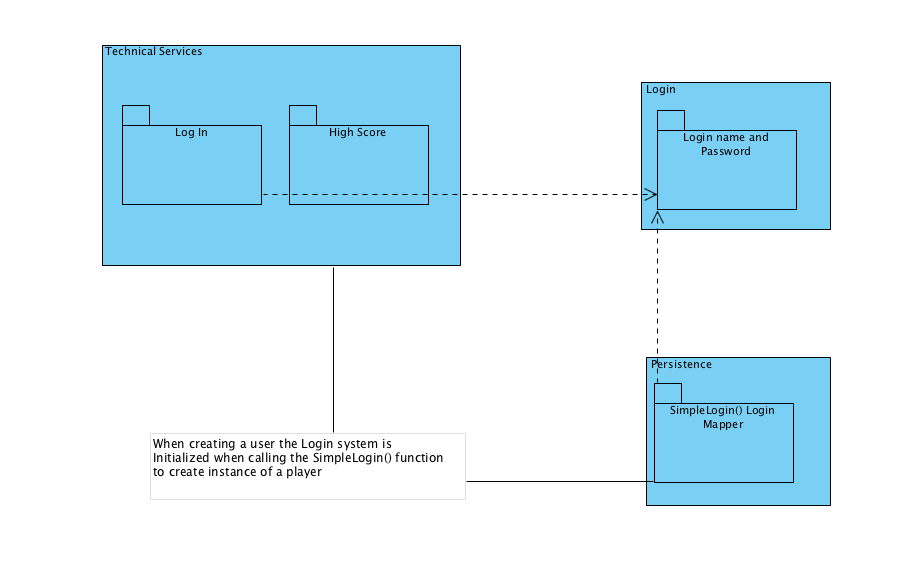 Technical Services
Log In
High Score
Login
Login name and
Password
Persistence
SimpleLogin() Login
Mapper
When creating a user the Login system is
Initialized when calling the SimpleLogin() function
to create instance of a player